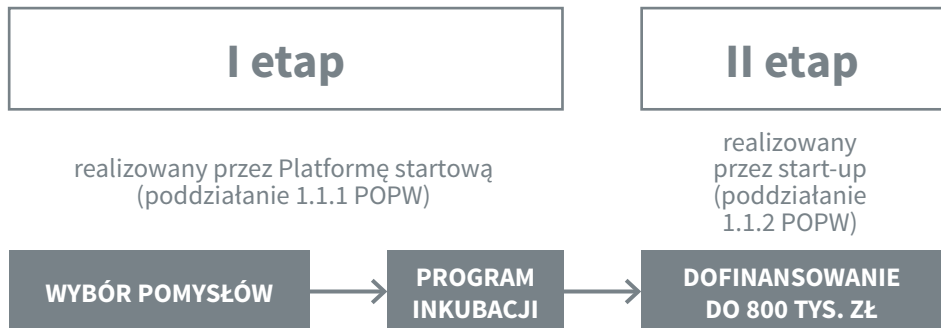 I etap
II etap
realizowany przez Platformę startową
(poddziałanie 1.1.1 POPW)
realizowany
przez start-up
(poddziałanie
1.1.2 POPW)
WYBÓR POMYSŁÓW
PROGRAM
INKUBACJI
DOFINANSOWANIE
DO 800 TYS. ZŁ